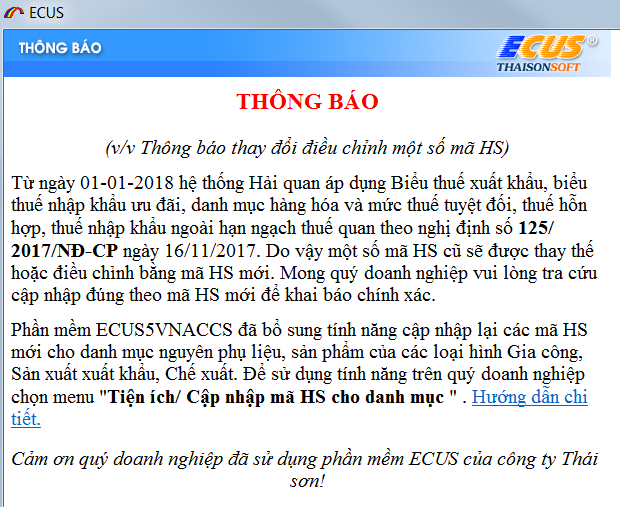 ECUS
THÔNG BÁO
ECUS®
THAISONSOFT
THÔNG BÁO
(v/v Thông báo thay đổi điều chỉnh một số mã HS)
Từ ngày 01-01-2018 hệ thống Hải quan áp dụng Biểu thuế xuất khẩu, biểu
thuế nhập khẩu ưu đãi, danh mục hàng hóa và mức thuế tuyệt đối, thuế hỗn
hợp, thuế nhập khẩu ngoài hạn ngạch thuế quan theo nghị định số 125/
2017/NĐ-CP ngày 16/11/2017. Do vậy một số mã HS cũ sẽ được thay thế
hoặc điều chỉnh bằng mã HS mới. Mong quý doanh nghiệp vui lòng tra cứu
cập nhập đúng theo mã HS mới để khai báo chính xác.
Phần mềm ECUS5VNACCS đã bổ sung tính năng cập nhập lại các mã HS
mới cho danh mục nguyên phụ liệu, sản phẩm của các loại hình Gia công,
Sản xuất xuất khẩu, Chế xuất. Để sử dụng tính năng trên quý doanh nghiệp
chọn menu "Tiện ích/ Cập nhập mã HS cho danh mục " . Hướng dẫn chi
tiết.
Cảm ơn quý doanh nghiệp đã sử dụng phần mềm ECUS của công ty Thái
sơn!